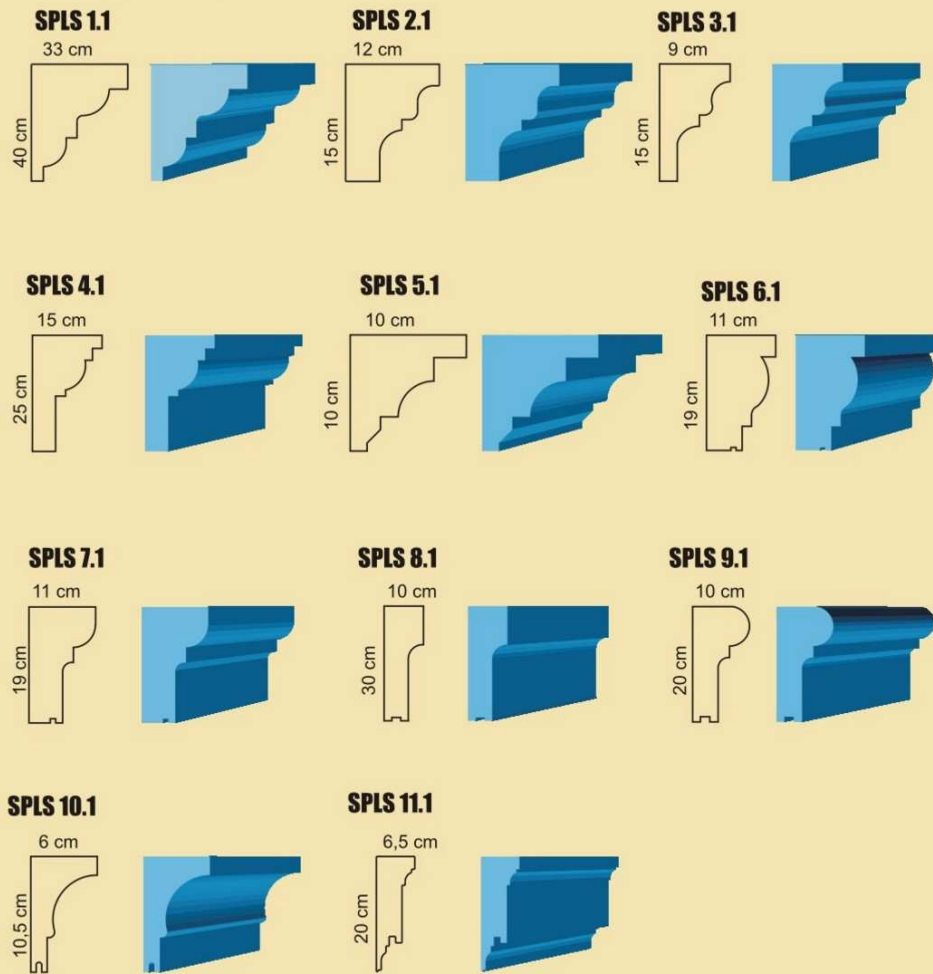 SPLS 1.1
33 cm
40 cm
SPLS 2.1
12 cm
15 cm
SPLS 3.1
9 cm
15 cm
SPLS 4.1
15 cm
25 cm
SPLS 5.1
10 cm
10 cm
SPLS 6.1
11 cm
19 cm
SPLS 7.1
11 cm
19 cm
SPLS 8.1
10 cm
30 cm
SPLS 9.1
10 cm
20 cm
SPLS 10.1
6 cm
10,5 cm
SPLS 11.1
6,5 cm
20 cm